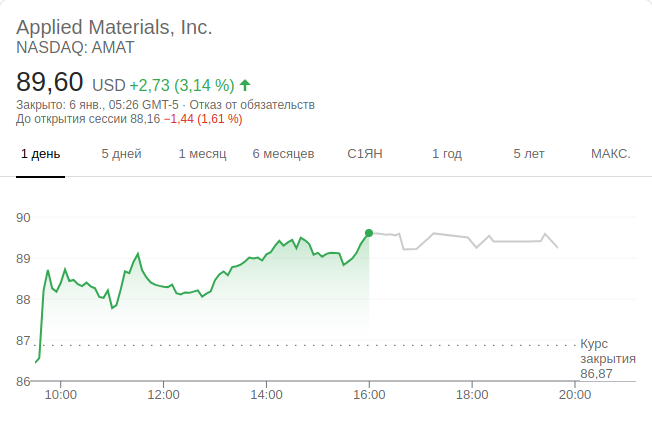 Applied Materials, Inc.
NASDAQ: AMAT
89,60 USD +2,73 (3,14 %)
Закрыто: 6 янв., 05:26 GMT-5 · Отказ от обязательств
До открытия сессии 88,16 −1,44 (1,61 %)
1 день 5 дней 1 месяц 6 месяцев С1ЯН 1 год 5 лет МАКС.
90
89
88
87
86
Курс
закрытия
86,87
10:00 12:00 14:00 16:00 18:00 20:00